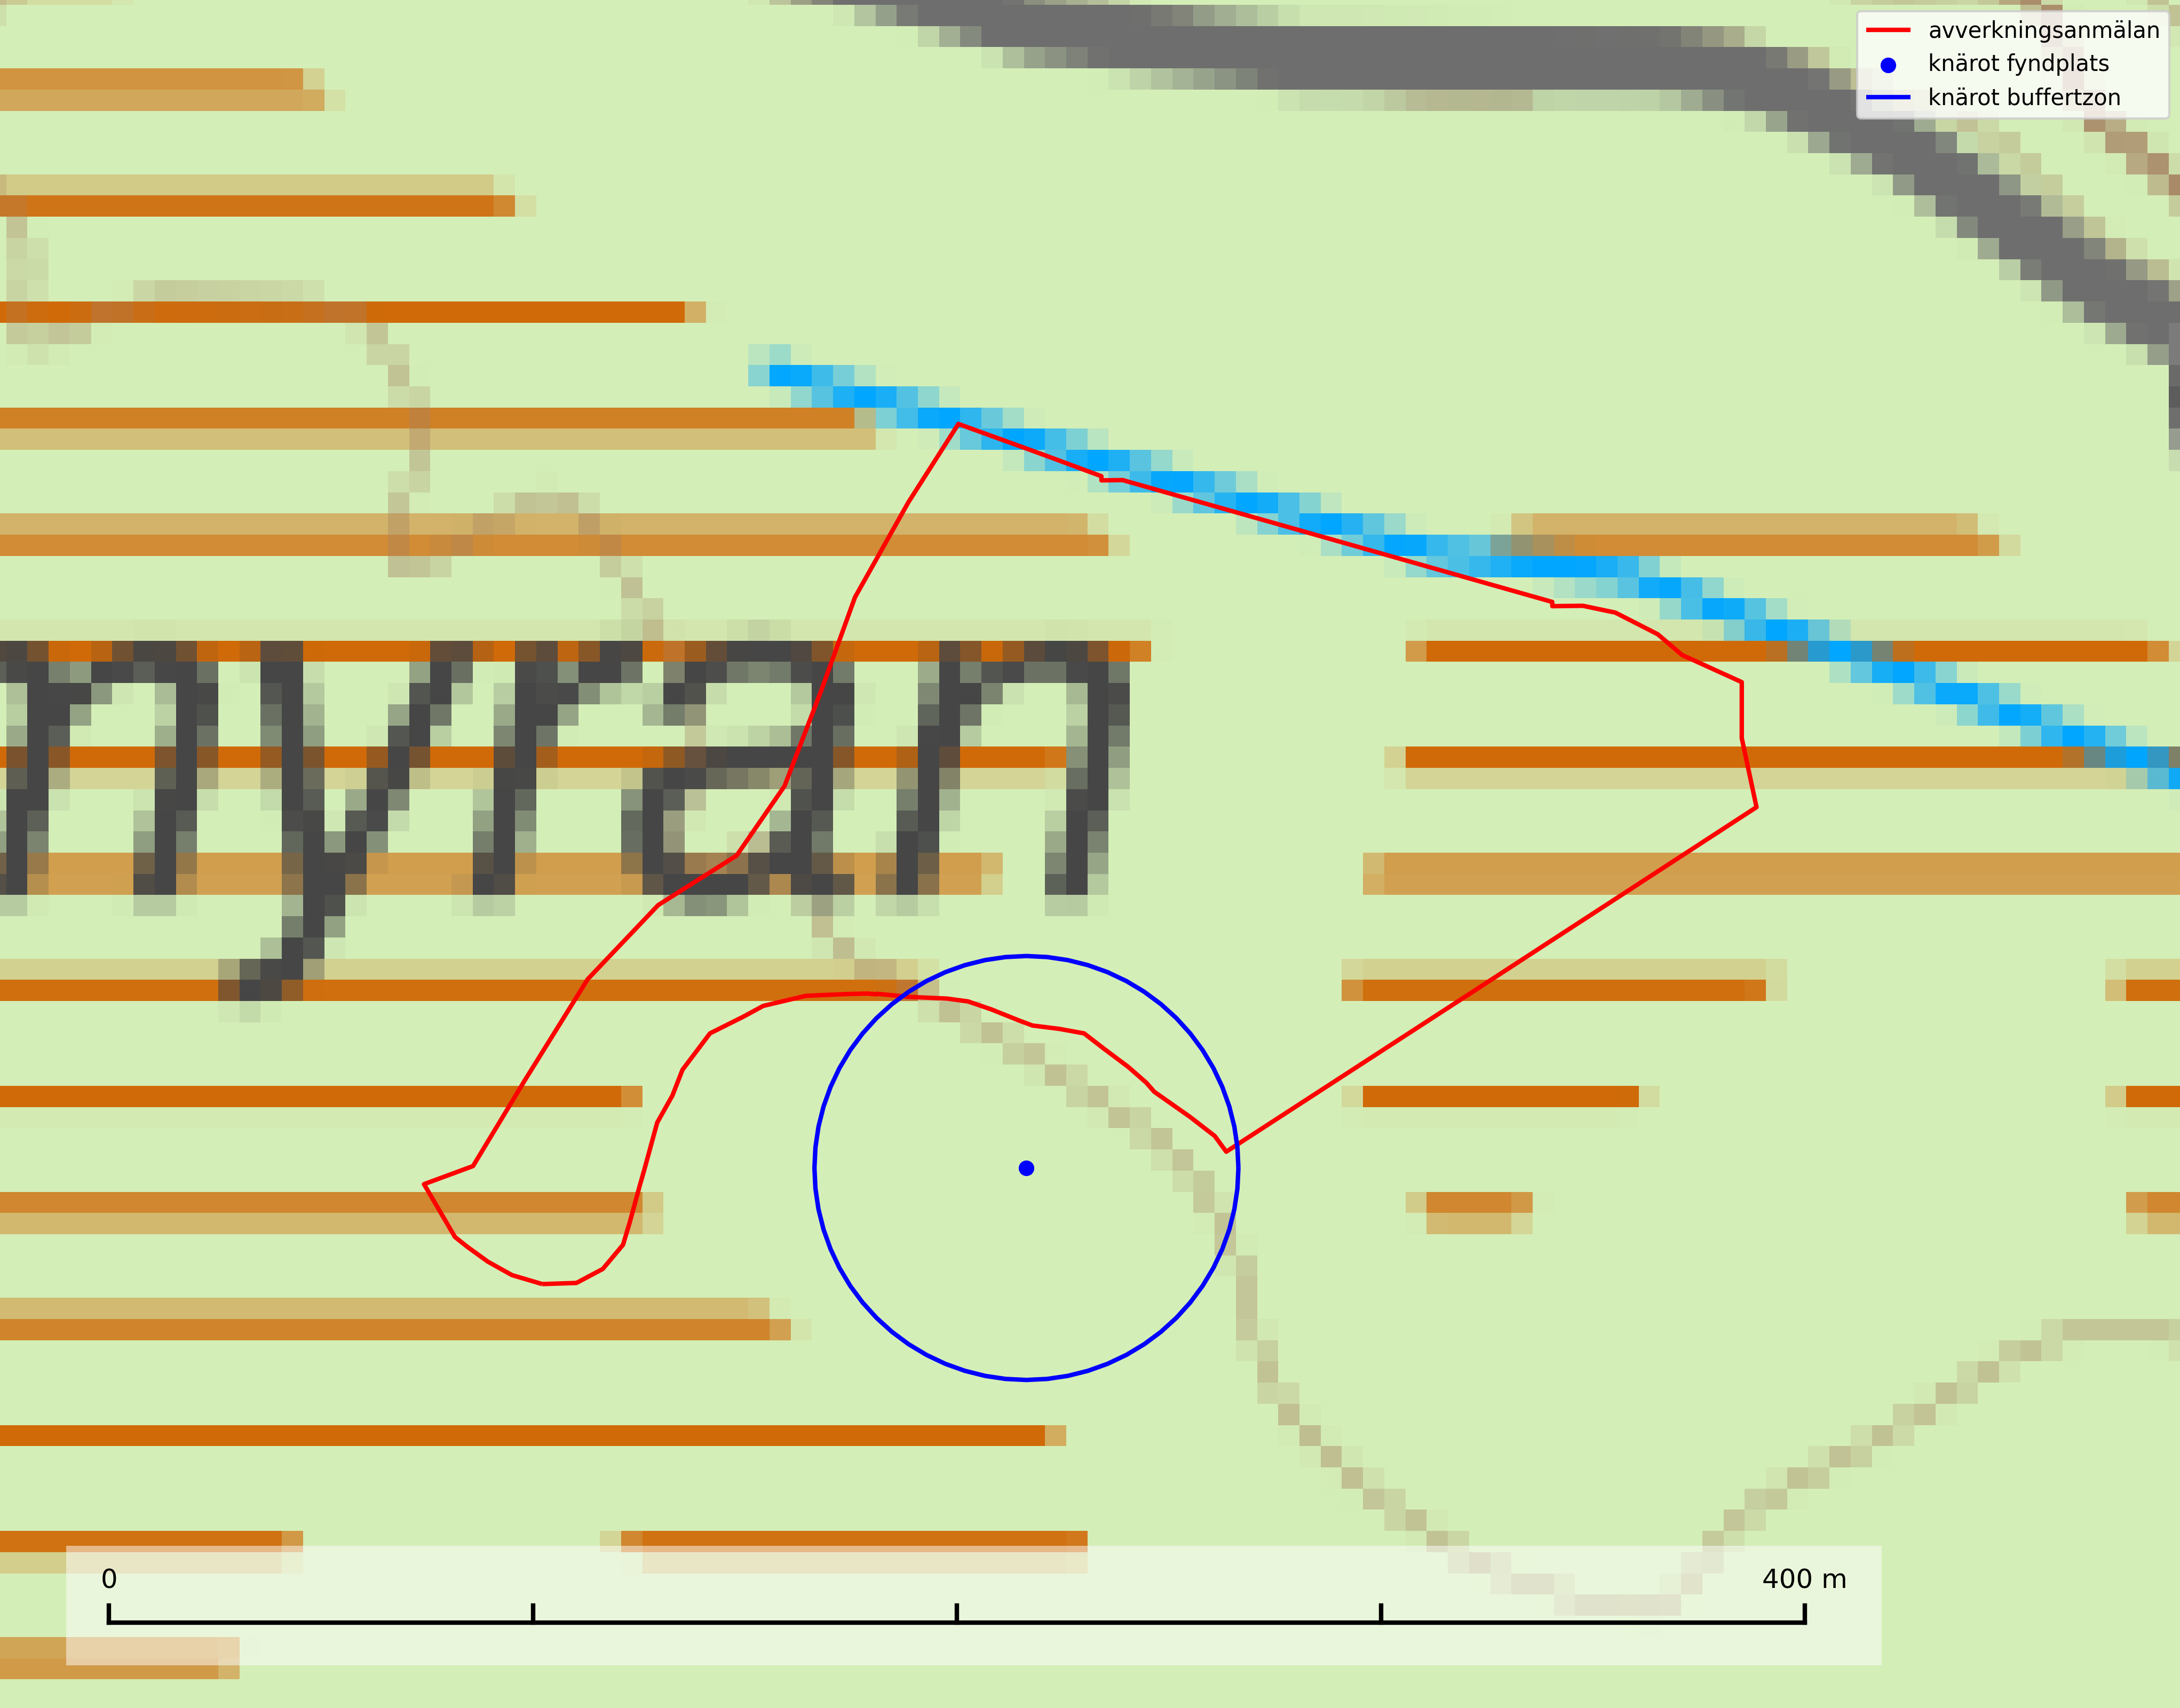 avverkningsanmälan
knärot fyndplats
knärot buffertzon
myran
0 400 m